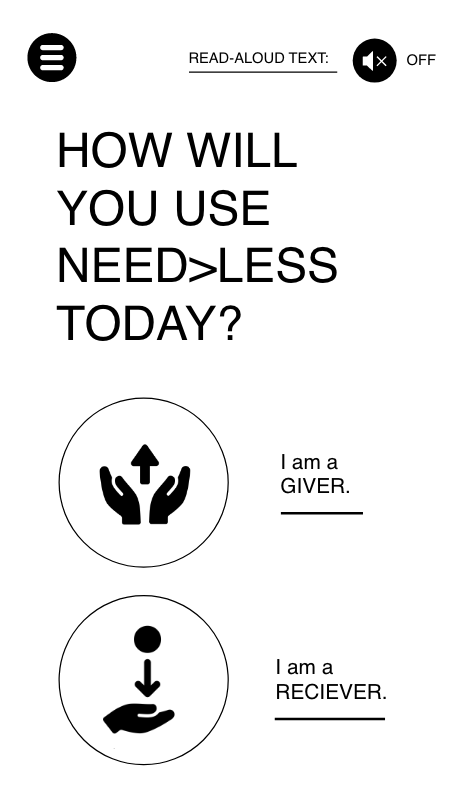 READ-ALOUD TEXT: OFF
HOW WILL
YOU USE
NEED>LESS
TODAY?
I am a
GIVER.
I am a
RECIEVER.